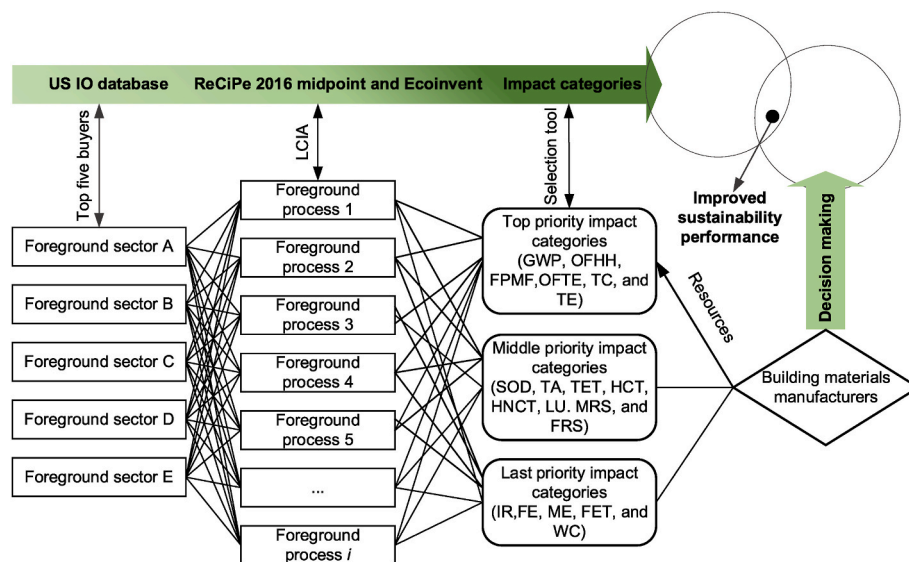 US IO database
ReCiPe 2016 midpoint and Ecoinvent
Impact categories
Top five buyers
LCIA
Selection tool
Foreground sector A
Foreground sector B
Foreground sector C
Foreground sector D
Foreground sector E
Foreground
process 1
Foreground
process 2
Foreground
process 3
Foreground
process 4
Foreground
process 5
...
Foreground
process i
Top priority impact
categories
(GWP, OFHH,
FPMF,OFTE, TC, and
TE)
Middle priority impact
categories
(SOD, TA, TET, HCT,
HNCT, LU. MRS, and
FRS)
Last priority impact
categories
(IR,FE, ME, FET, and
WC)
Resources
Building materials
manufacturers
Decision making
Improved
sustainability
performance